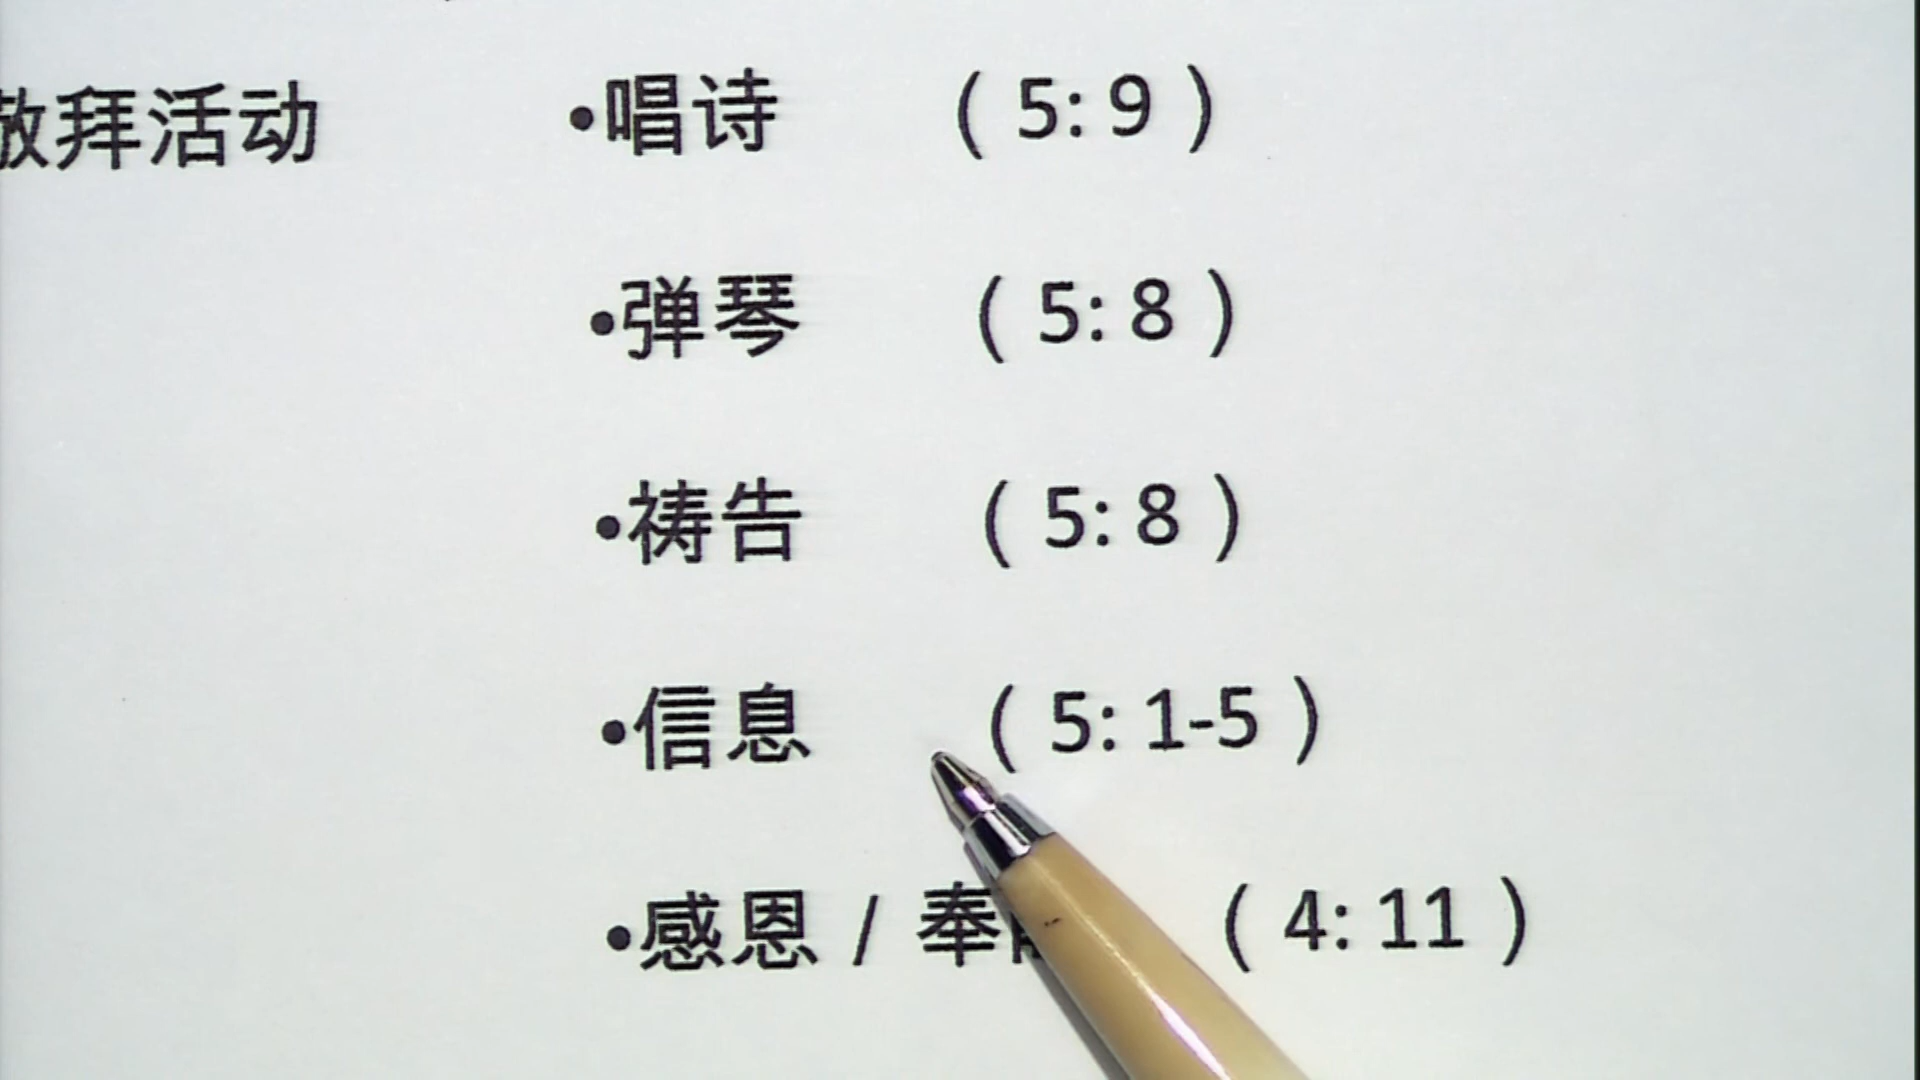 敬拜活动 •唱诗 ( 5: 9 )
•弹琴 ( 5: 8 )
•祷告 ( 5: 8 )
•信息 ( 5: 1-5 )
•感恩 / 奉 ( 4: 11 )